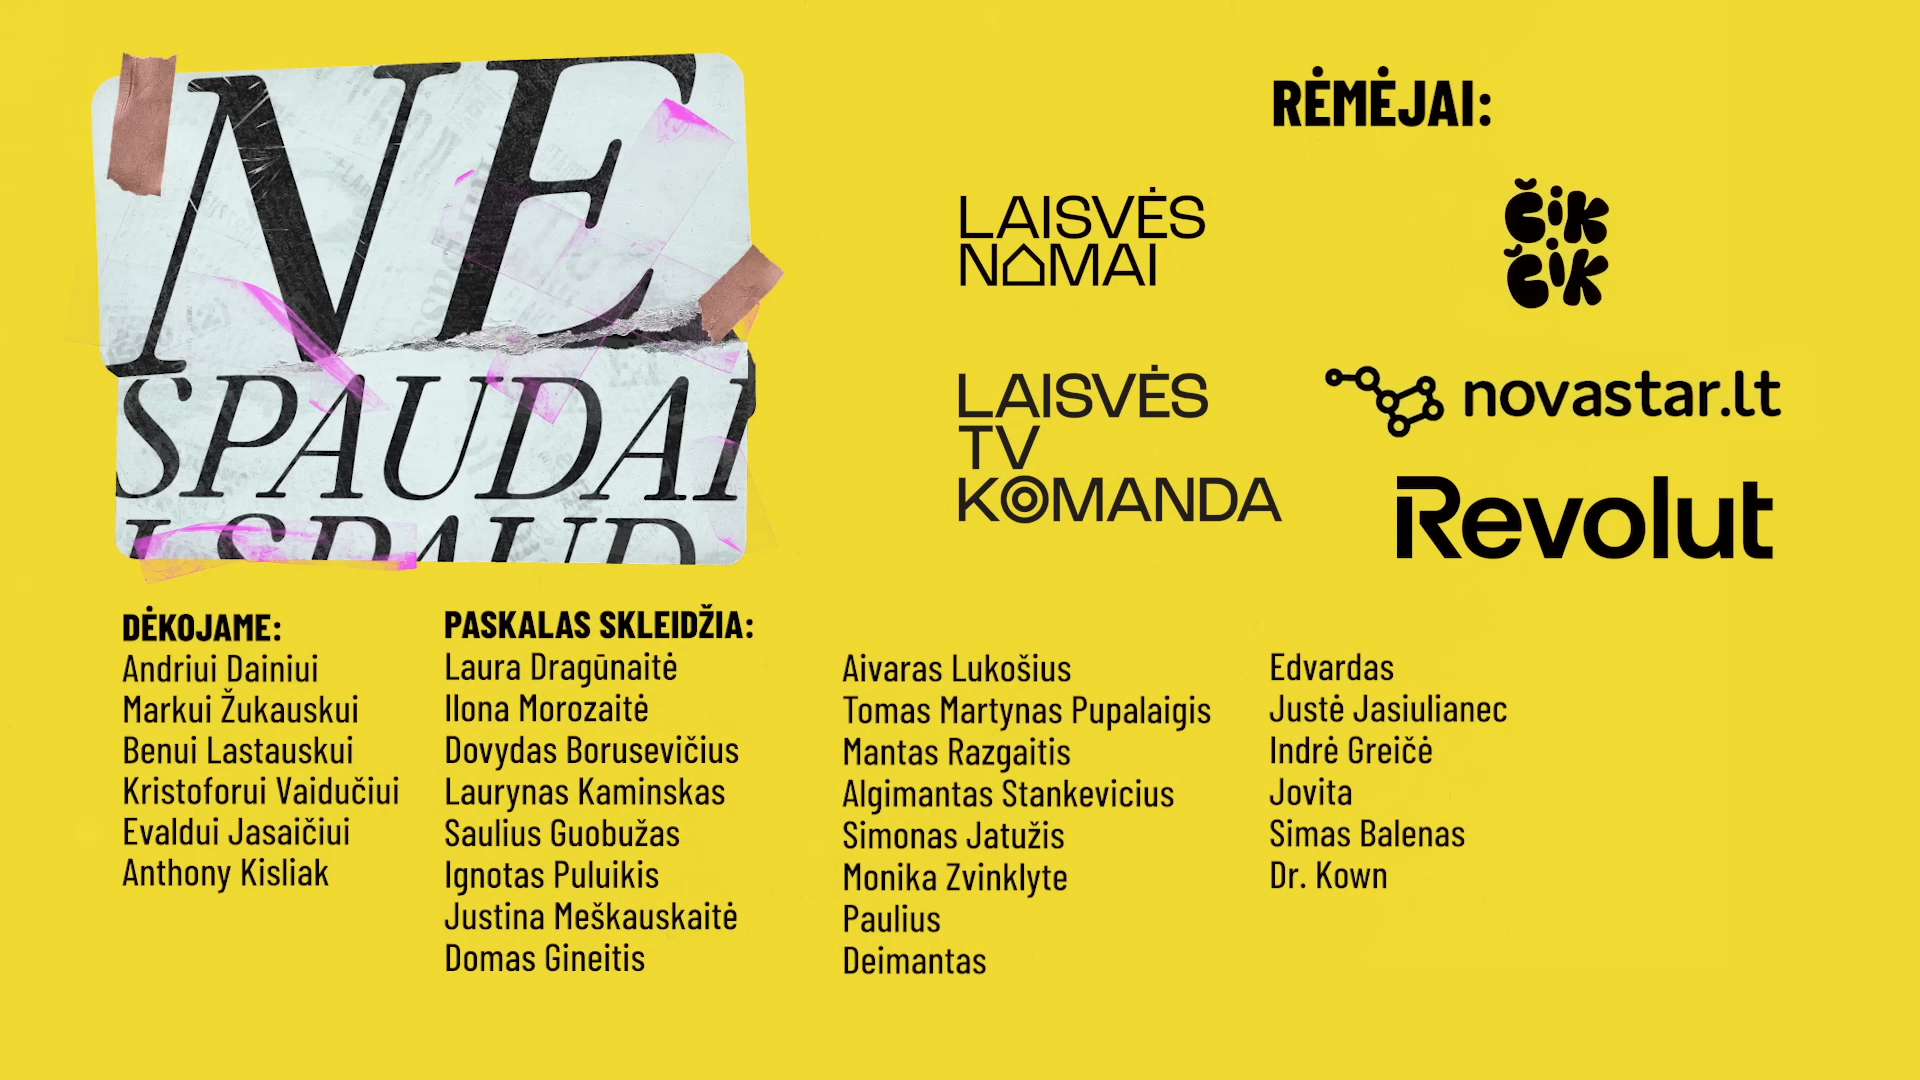 NE
SPAUDAI
RĖMĖJAI:
LAISVĖS
NAMAI
ČIK
ČIK
LAISVĖS
TV
KOMANDA
novastar.lt
Revolut
DĖKOJAME:
Andriui Dainiui
Markui Žukauskui
Benui Lastauskui
Kristoforui Vaidučiui
Evaldui Jasaičiui
Anthony Kisliak
PASKALAS SKLEIDŽIA:
Laura Dragūnaitė
Ilona Morozaitė
Dovydas Borusevičius
Laurynas Kaminskas
Saulius Guobužas
Ignotas Puluikis
Justina Meškauskaitė
Domas Gineitis
Aivaras Lukošius
Tomas Martynas Pupalaigis
Mantas Razgaitis
Algimantas Stankevicius
Simonas Jatužis
Monika Zvinklyte
Paulius
Deimantas
Edvardas
Justė Jasiulianec
Indrė Greičė
Jovita
Simas Balenas
Dr. Kown